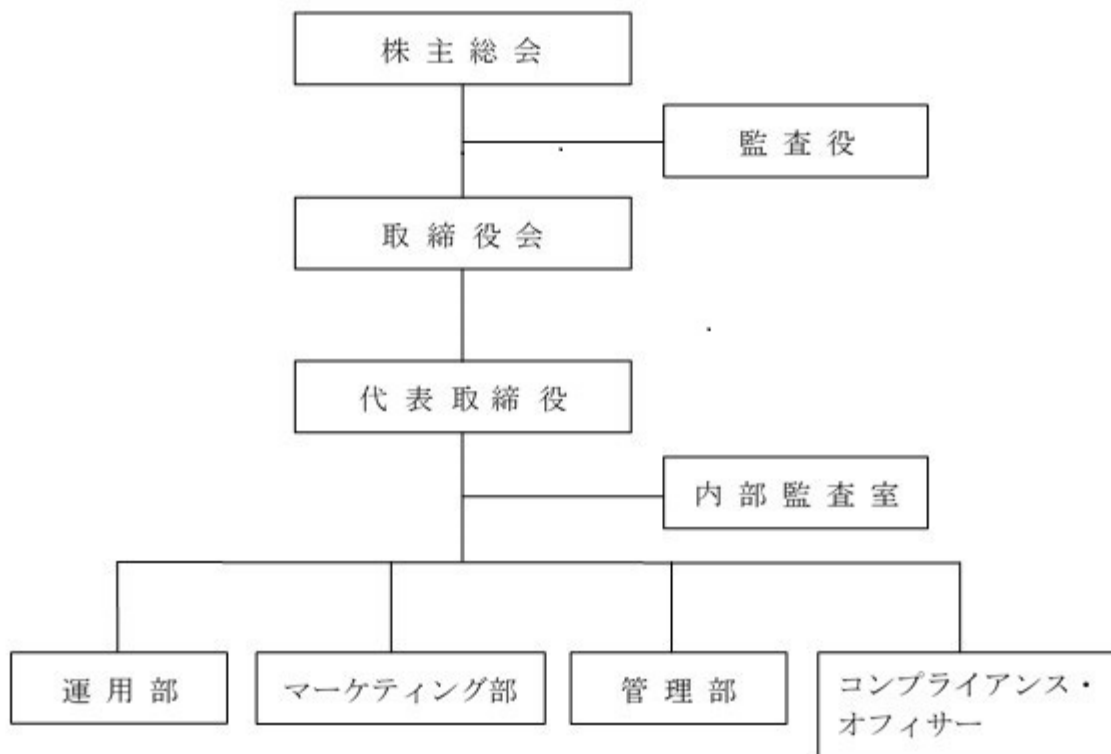 株主総会
監査役
取締役会
代表取締役
内部監査室
運用部
マーケティング部
管理部
コンプライアンス・
オフィサー